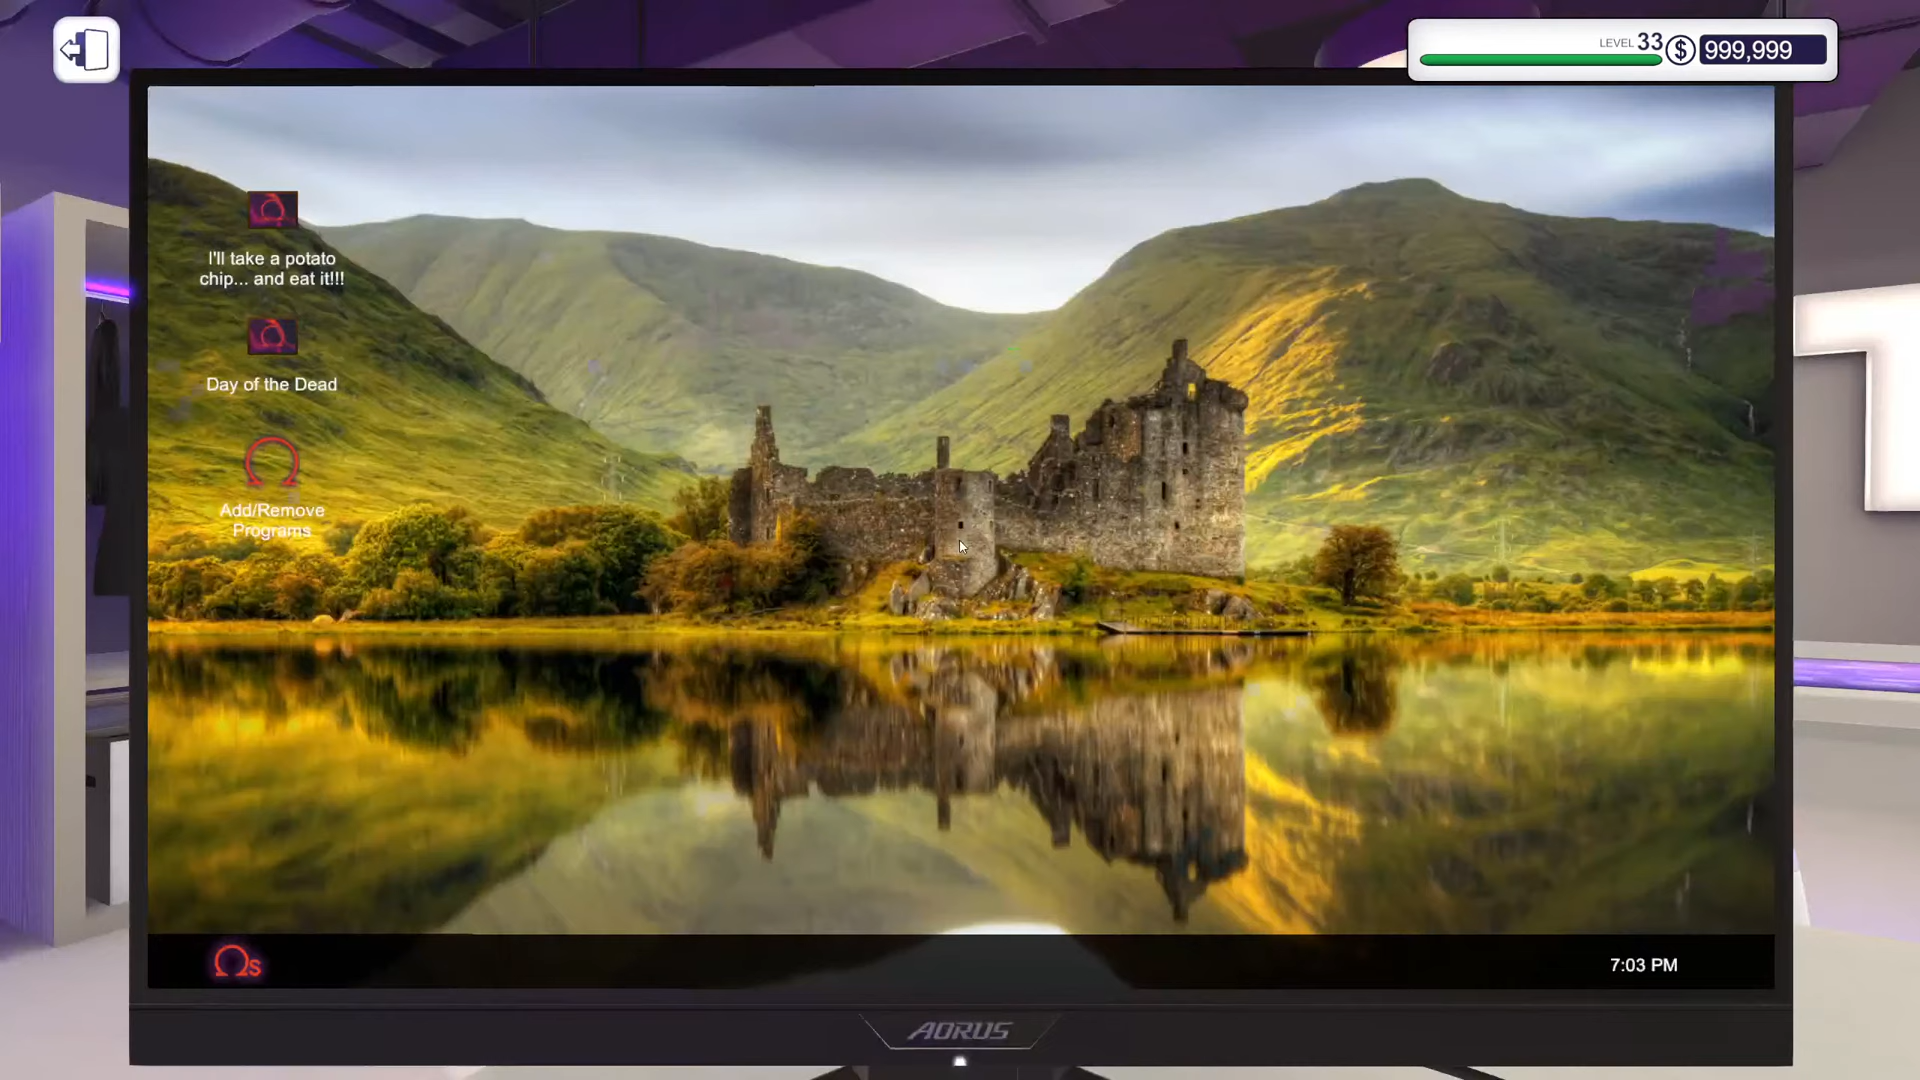 LEVEL 33
$ 999,999
I'll take a potato
chip... and eat it!!!
Day of the Dead
Add/Remove
Programs
Ωs
7:03 PM
AORUS
T